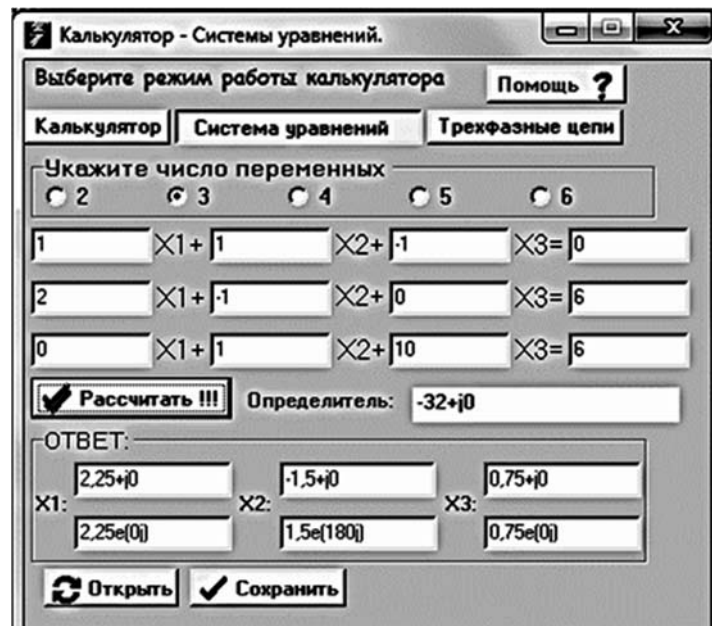 Калькулятор - Системы уравнений.
Выберите режим работы калькулятора Помощь ?
Калькулятор Система уравнений Трехфазные цепи
Укажите число переменных
2 3 4 5 6
1 X1+ 1 X2+ -1 X3= 0
2 X1+ -1 X2+ 0 X3= 6
0 X1+ 1 X2+ 10 X3= 6
Рассчитать !!! Определитель: -32+j0
ОТВЕТ:
2,25+j0 -1,5+j0 0,75+j0
X1: X2: X3:
2,25e(0j) 1,5e(180j) 0,75e(0j)
Открыть Сохранить